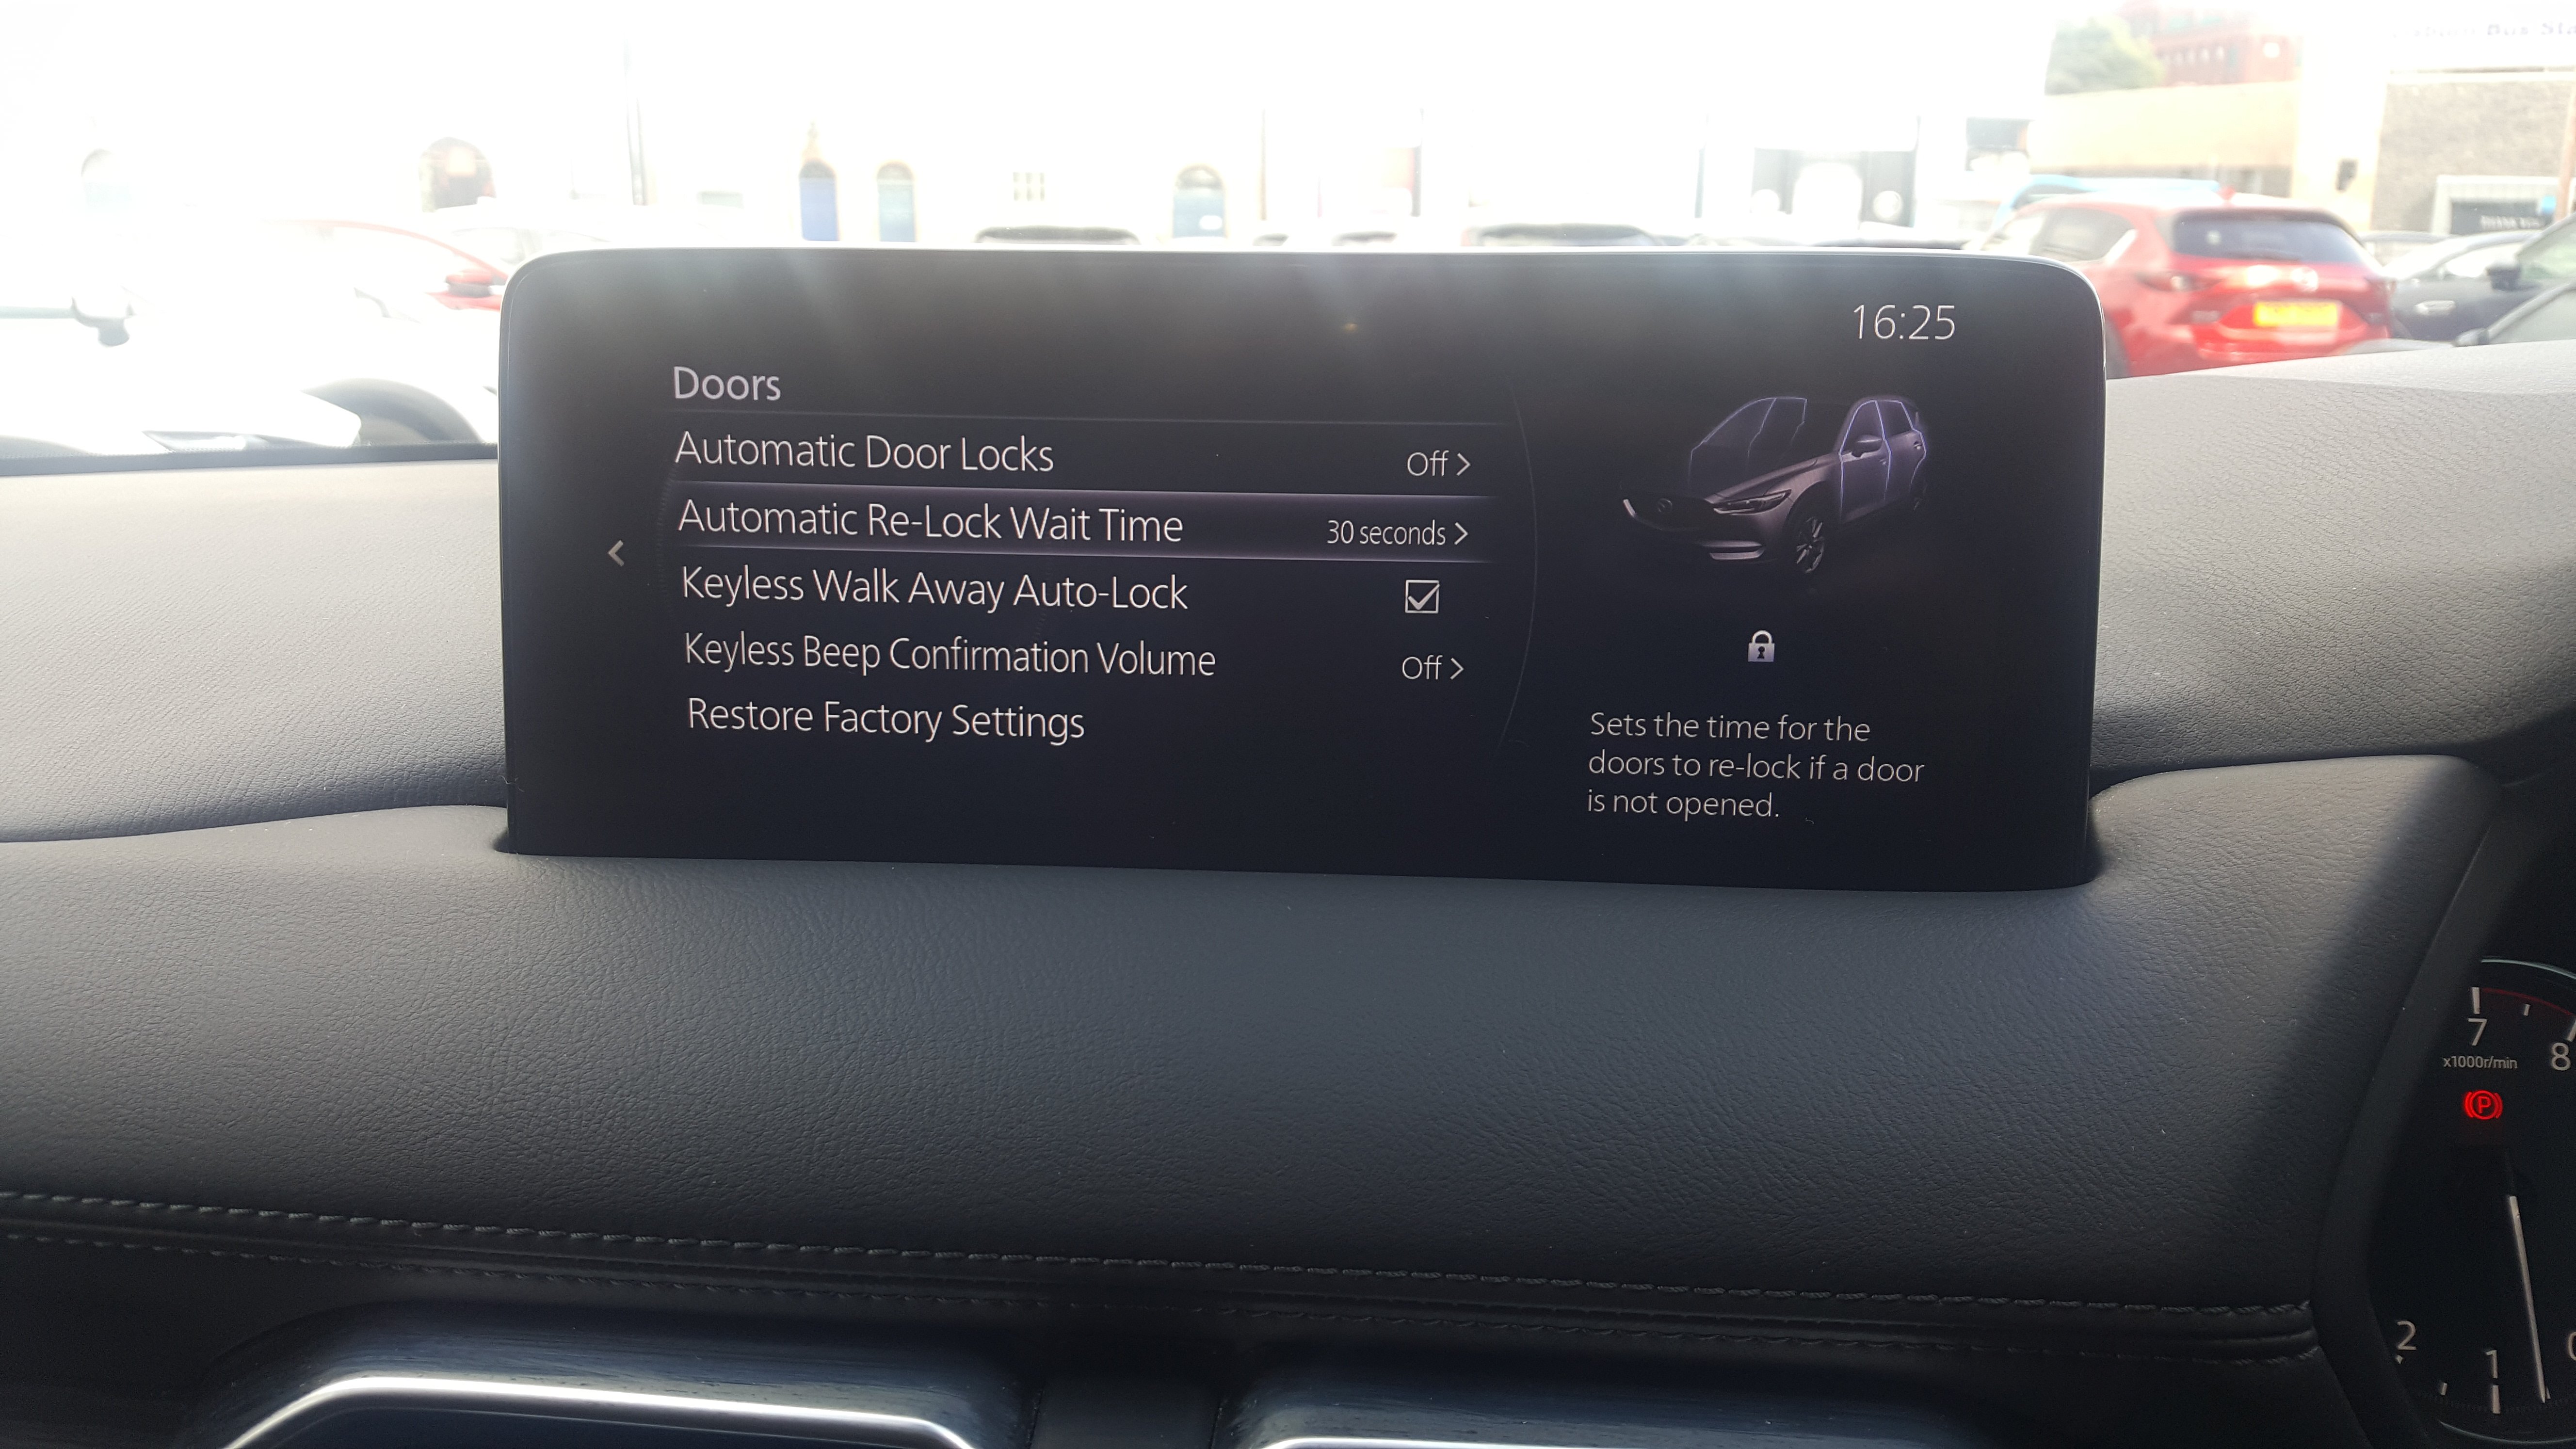 16:25
Doors
Automatic Door Locks Off >
Automatic Re-Lock Wait Time 30 seconds >
Keyless Walk Away Auto-Lock
Keyless Beep Confirmation Volume Off >
Restore Factory Settings
Sets the time for the
doors to re-lock if a door
is not opened.
7
8
x1000r/min
P
2
1
0